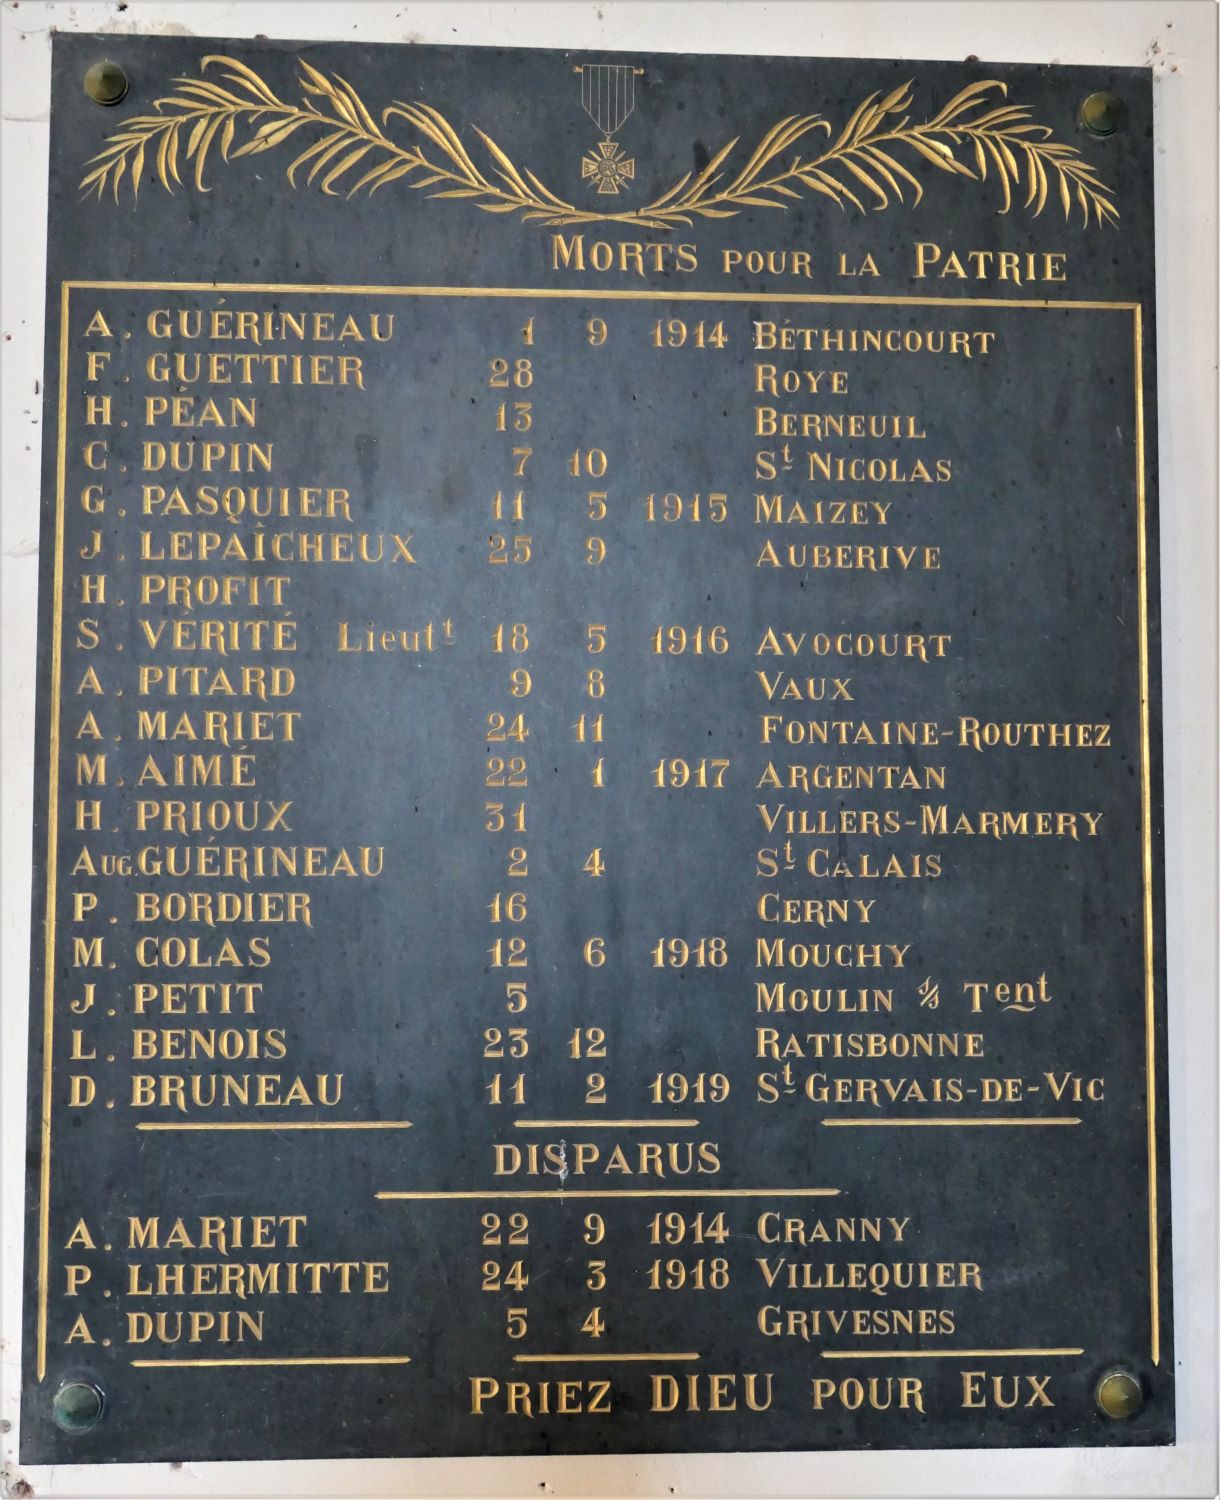 MORTS POUR LA PATRIE
A. GUÉRINEAU 1 9 1914 BÉTHINCOURT
F. GUETTIER 28 ROYE
H. PÉAN 13 BERNEUIL
C. DUPIN 7 10 St NICOLAS
G. PASQUIER 11 5 1915 MAIZEY
J. LEPAÎCHEUX 25 9 AUBERIVE
H. PROFIT
S. VÉRITÉ Lieutt 18 5 1916 AVOCOURT
A. PITARD 9 8 VAUX
A. MARIET 24 11 FONTAINE-ROUTHEZ
M. AIMÉ 22 1 1917 ARGENTAN
H. PRIOUX 31 VILLERS-MARMERY
AUG. GUÉRINEAU 2 4 St CALAIS
P. BORDIER 16 CERNY
M. COLAS 12 6 1918 MOUCHY
J. PETIT 5 MOULIN s/s Tent
L. BENOIS 23 12 RATISBONNE
D. BRUNEAU 11 2 1919 St GERVAIS-DE-VIC
DISPARUS
A. MARIET 22 9 1914 CRANNY
P. LHERMITTE 24 3 1918 VILLEQUIER
A. DUPIN 5 4 GRIVESNES
PRIEZ DIEU POUR EUX